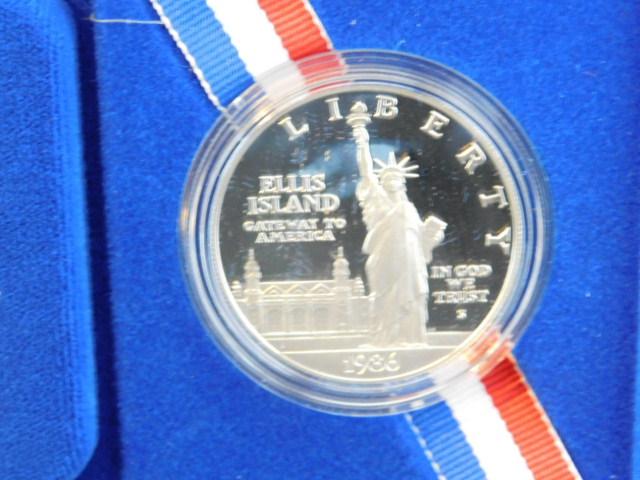 LIBERTY
ELLIS
ISLAND
GATEWAY TO
AMERICA
IN GOD
WE
TRUST
S
1986